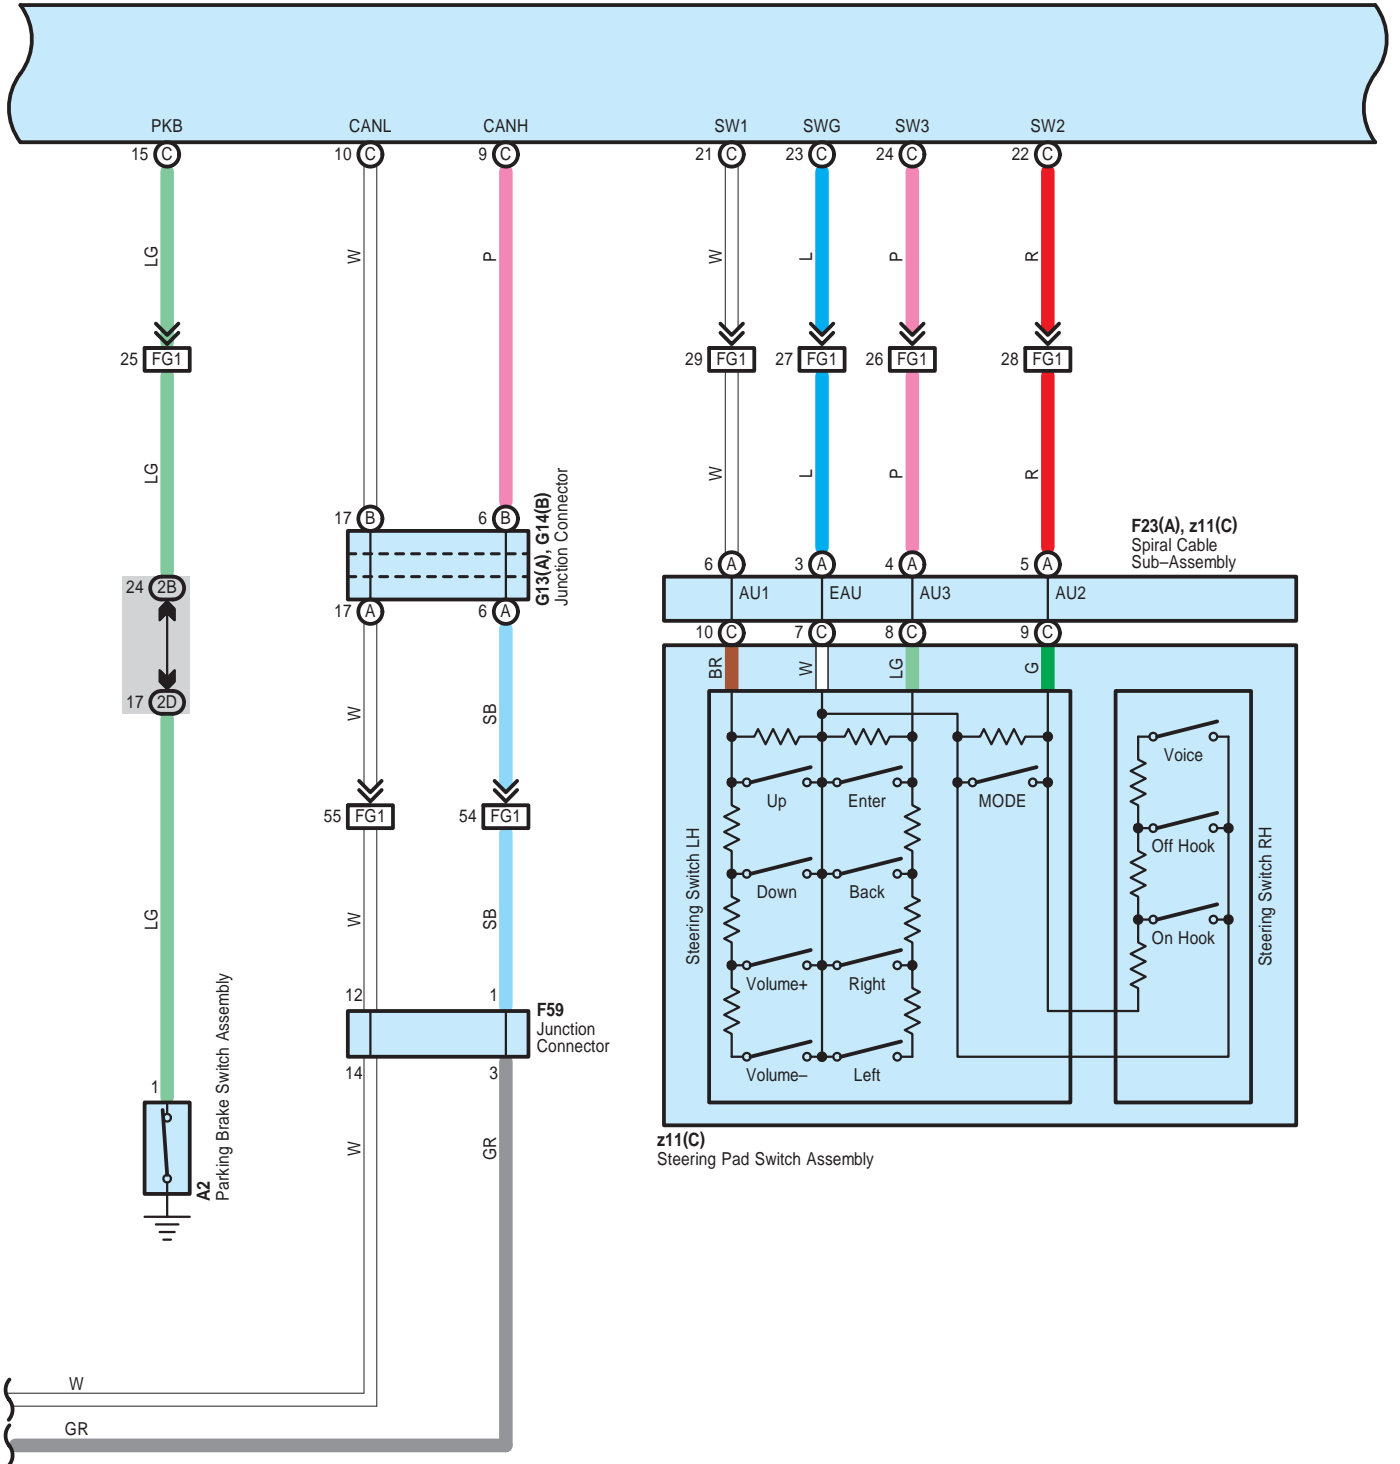 PKB CANL CANH SW1 SWG SW3 SW2
15 C 10 C 9 C 21 C 23 C 24 C 22 C
LG W P W L P R
25 FG1 29 FG1 27 FG1 26 FG1 28 FG1
LG W L P R
17 B 6 B
G13(A), G14(B)
Junction Connector
17 A 6 A
F23(A), z11(C)
Spiral Cable
Sub–Assembly
6 A 3 A 4 A 5 A
24 2B
AU1 EAU AU3 AU2
10 C 7 C 8 C 9 C
BR W LG G
17 2D
W SB
Voice
Up Enter MODE
55 FG1 54 FG1
Off Hook
Steering Switch LH
Steering Switch RH
Down Back
LG W SB
On Hook
Volume+ Right
12 1
F59
Junction
Connector
14 3
Volume– Left
1
A2
Parking Brake Switch Assembly
W GR
z11(C)
Steering Pad Switch Assembly
W
GR